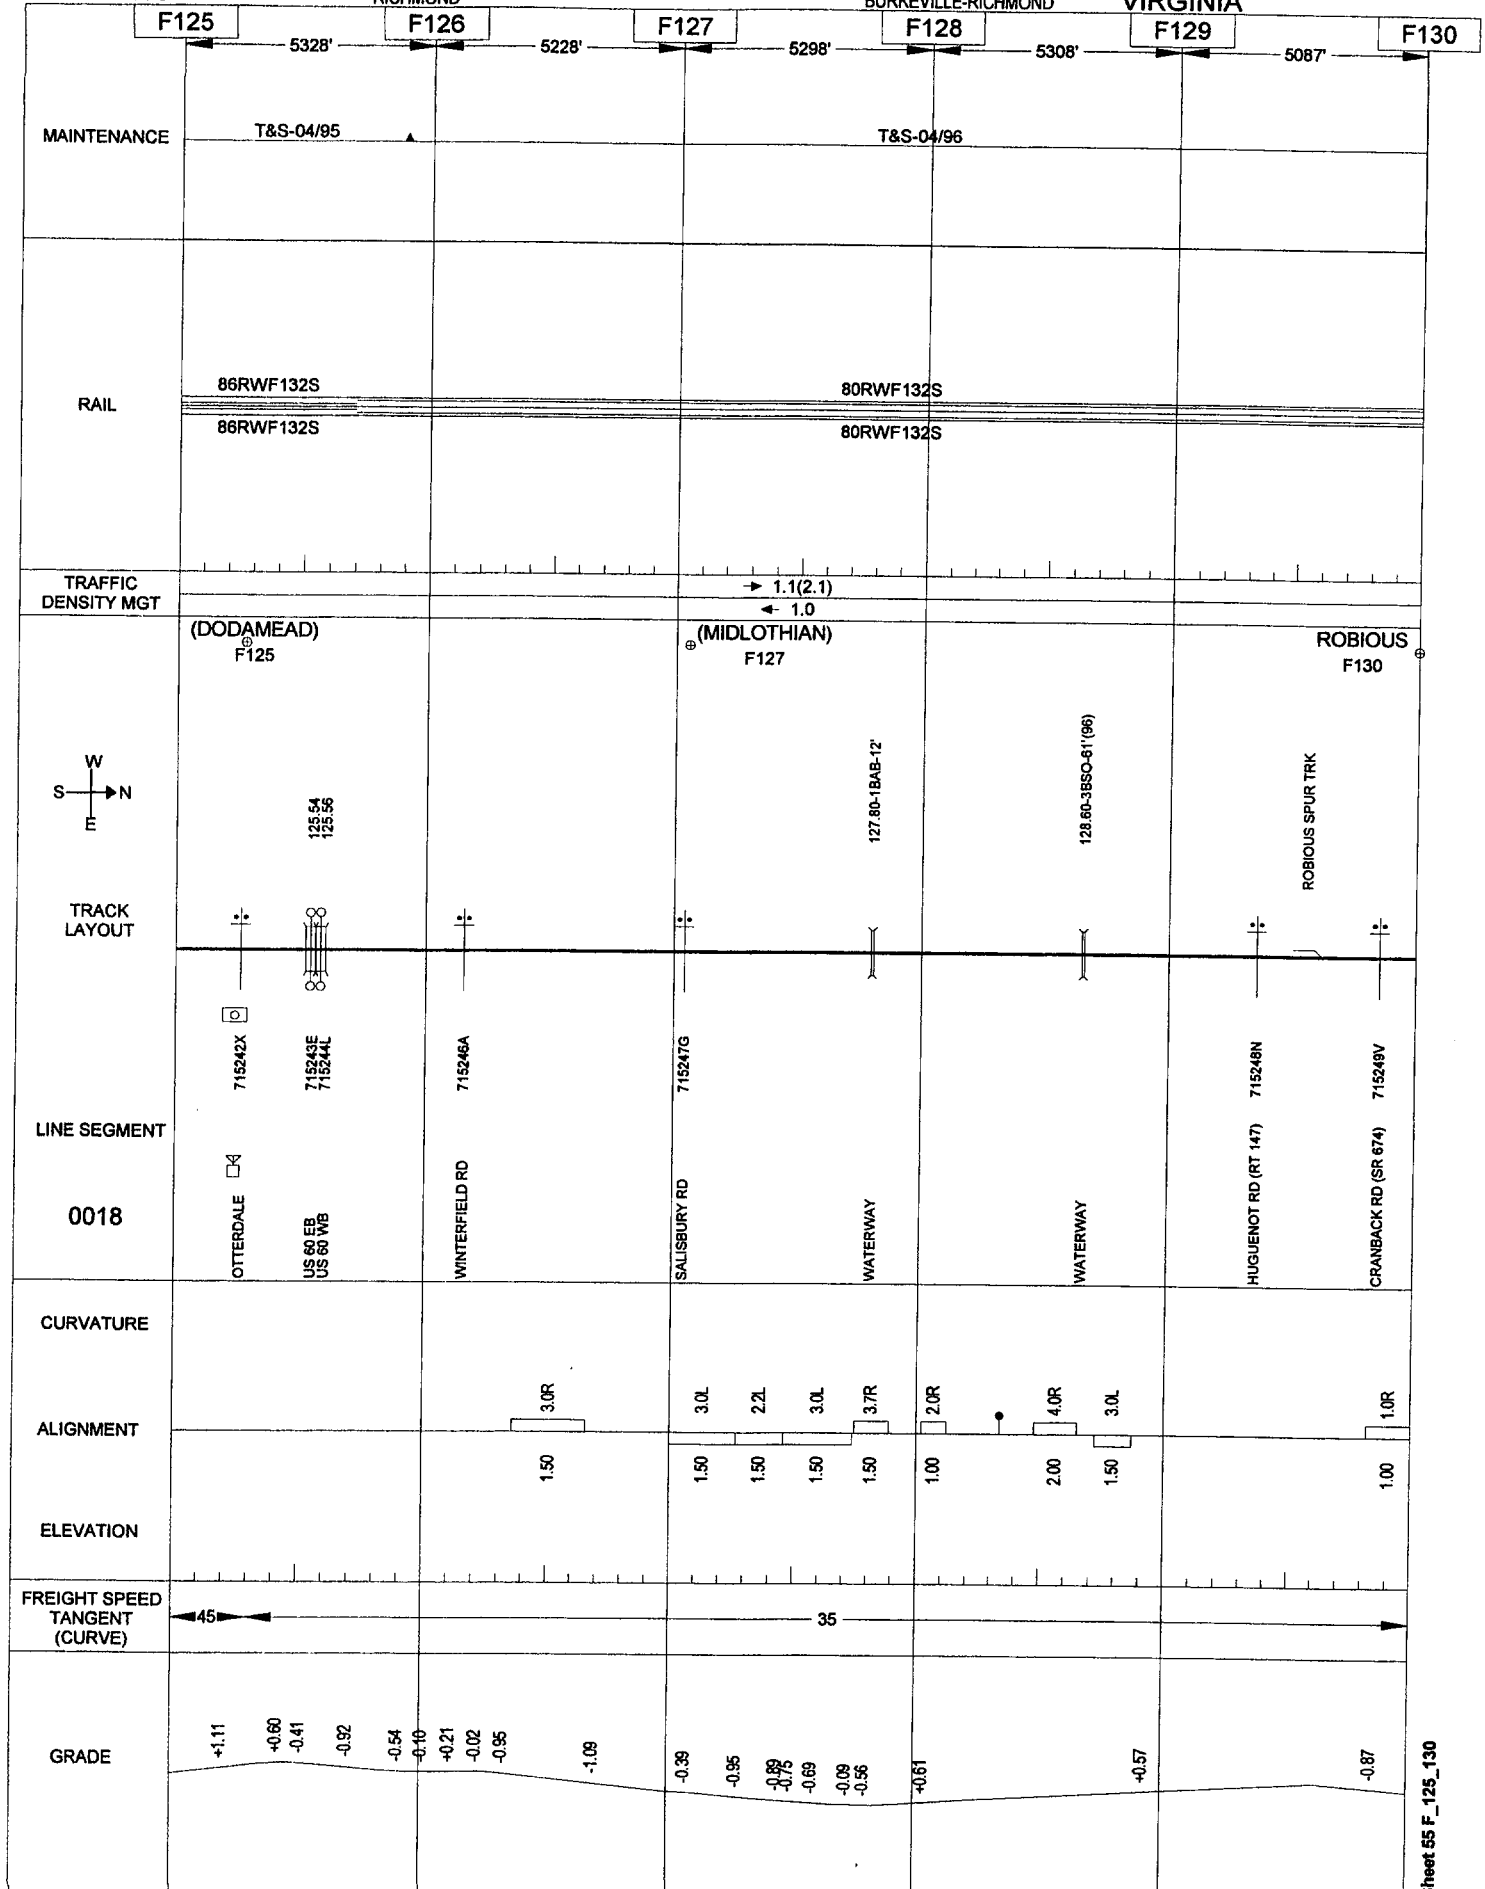 RICHMOND
BURKEVILLE-RICHMOND
VIRGINIA
F125
F126
F127
F128
F129
F130
5328'
5228'
5298'
5308'
5087'
MAINTENANCE
T&S-04/95
T&S-04/96
RAIL
86RWF132S
80RWF132S
86RWF132S
80RWF132S
TRAFFIC
DENSITY MGT
1.1(2.1)
1.0
(DODAMEAD)
F125
(MIDLOTHIAN)
F127
ROBIOUS
F130
W
S
N
E
125.54
125.56
127.80-1BAB-12'
128.60-3BSO-61'(96)
ROBIOUS SPUR TRK
TRACK
LAYOUT
715242X
715243E
715244L
715246A
715247G
715248N
715249V
LINE SEGMENT
0018
OTTERDALE
US 60 EB
US 60 WB
WINTERFIELD RD
SALISBURY RD
WATERWAY
WATERWAY
HUGUENOT RD (RT 147)
CRANBACK RD (SR 674)
CURVATURE
3.0R
3.0L
2.2L
3.0L
3.7R
2.0R
4.0R
3.0L
1.0R
ALIGNMENT
1.50
1.50
1.50
1.50
1.50
1.00
2.00
1.50
1.00
ELEVATION
FREIGHT SPEED
TANGENT
(CURVE)
45
35
GRADE
+1.11
+0.60
-0.41
-0.92
-0.54
-0.10
+0.21
-0.02
-0.95
-1.09
-0.39
-0.95
-0.89
-0.75
-0.69
-0.09
-0.56
+0.61
+0.57
-0.87
heet 55 F_125_130